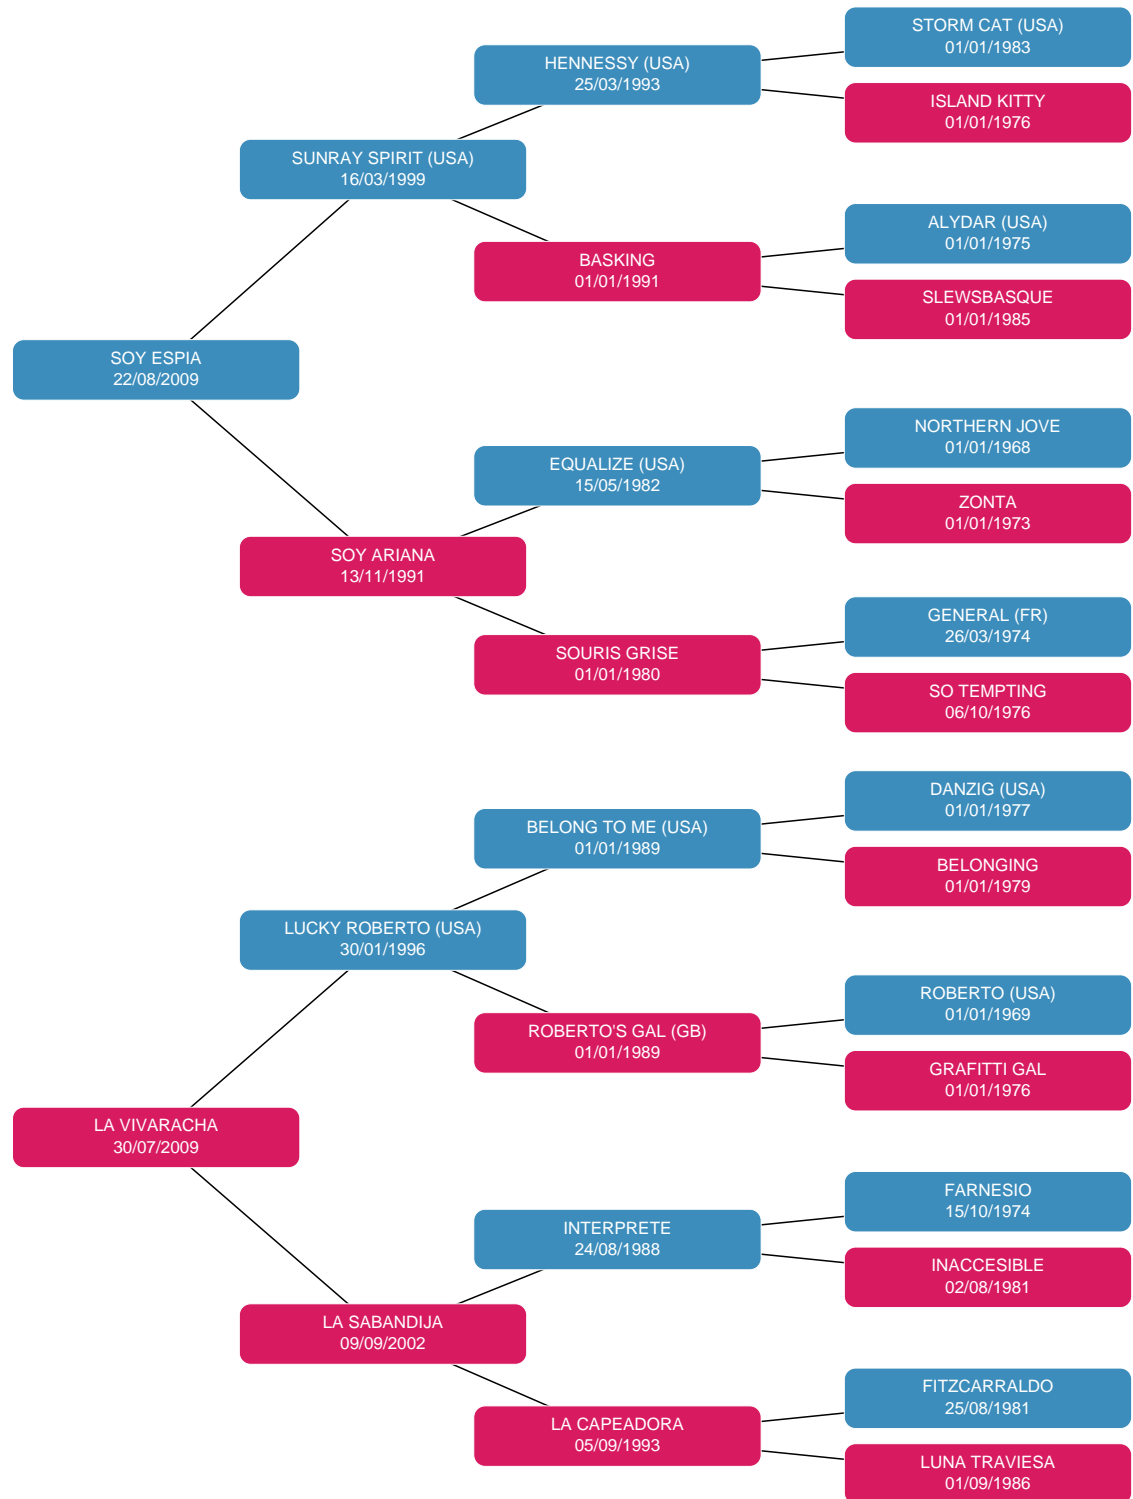 STORM CAT (USA)
01/01/1983
HENNESSY (USA)
25/03/1993
ISLAND KITTY
01/01/1976
SUNRAY SPIRIT (USA)
16/03/1999
ALYDAR (USA)
01/01/1975
BASKING
01/01/1991
SLEWSBASQUE
01/01/1985
SOY ESPIA
22/08/2009
NORTHERN JOVE
01/01/1968
EQUALIZE (USA)
15/05/1982
ZONTA
01/01/1973
SOY ARIANA
13/11/1991
GENERAL (FR)
26/03/1974
SOURIS GRISE
01/01/1980
SO TEMPTING
06/10/1976
DANZIG (USA)
01/01/1977
BELONG TO ME (USA)
01/01/1989
BELONGING
01/01/1979
LUCKY ROBERTO (USA)
30/01/1996
ROBERTO (USA)
01/01/1969
ROBERTO'S GAL (GB)
01/01/1989
GRAFITTI GAL
01/01/1976
LA VIVARACHA
30/07/2009
FARNESIO
15/10/1974
INTERPRETE
24/08/1988
INACCESIBLE
02/08/1981
LA SABANDIJA
09/09/2002
FITZCARRALDO
25/08/1981
LA CAPEADORA
05/09/1993
LUNA TRAVIESA
01/09/1986